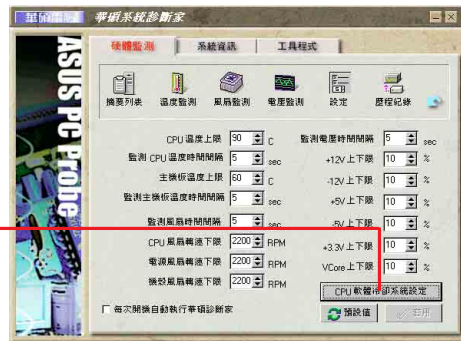 華碩電腦 華碩系統診斷家
ASUS PC Probe
硬體監測 系統資訊 工具程式
摘要列表 溫度監測 風扇監測 電壓監測 設定 歷程紀錄
CPU 溫度上限 90 C 監測電壓時間間隔 5 sec
監測 CPU 溫度時間間隔 5 sec +12V 上下限 10 %
主機板溫度上限 60 C -12V 上下限 10 %
監測主機板溫度時間間隔 5 sec +5V 上下限 10 %
監測風扇時間間隔 5 sec -5V 上下限 10 %
CPU 風扇轉速下限 2200 RPM +3.3V 上下限 10 %
電源風扇轉速下限 2200 RPM VCore 上下限 10 %
機殼風扇轉速下限 2200 RPM
CPU 軟體冷卻系統設定
每次開機自動執行華碩診斷家 預設值 套用